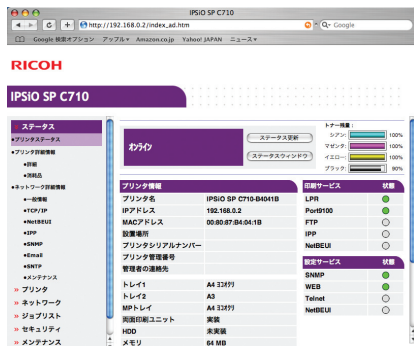 IPSiO SP C710
http://192.168.0.2/index_ad.htm
Google
Google 検索オプション アップル▼ Amazon.co.jp Yahoo! JAPAN ニュース▼
RICOH
IPSiO SP C710
ステータス
プリンタステータス
プリンタ詳細情報
詳細
消耗品
ネットワーク詳細情報
一般情報
TCP/IP
NetBEUI
IPP
SNMP
Email
SNTP
メンテナンス
プリンタ
ネットワーク
ジョブリスト
セキュリティ
メンテナンス
オンライン
ステータス更新
ステータスウィンドウ
トナー残量:
シアン: 100%
マゼンタ: 100%
イエロー: 100%
ブラック: 90%
プリンタ情報
プリンタ名 IPSiO SP C710-B4041B
IPアドレス 192.168.0.2
MACアドレス 00:80:87:B4:04:1B
設置場所
プリンタシリアルナンバー
プリンタ管理番号
管理者の連絡先
トレイ1 A4 ヨコオクリ
トレイ2 A3
MPトレイ A4 ヨコオクリ
両面印刷ユニット 実装
HDD 未実装
メモリ 64 MB
印刷サービス 状態
LPR
Port9100
FTP
IPP
NetBEUI
設定サービス 状態
SNMP
WEB
Telnet
NetBEUI